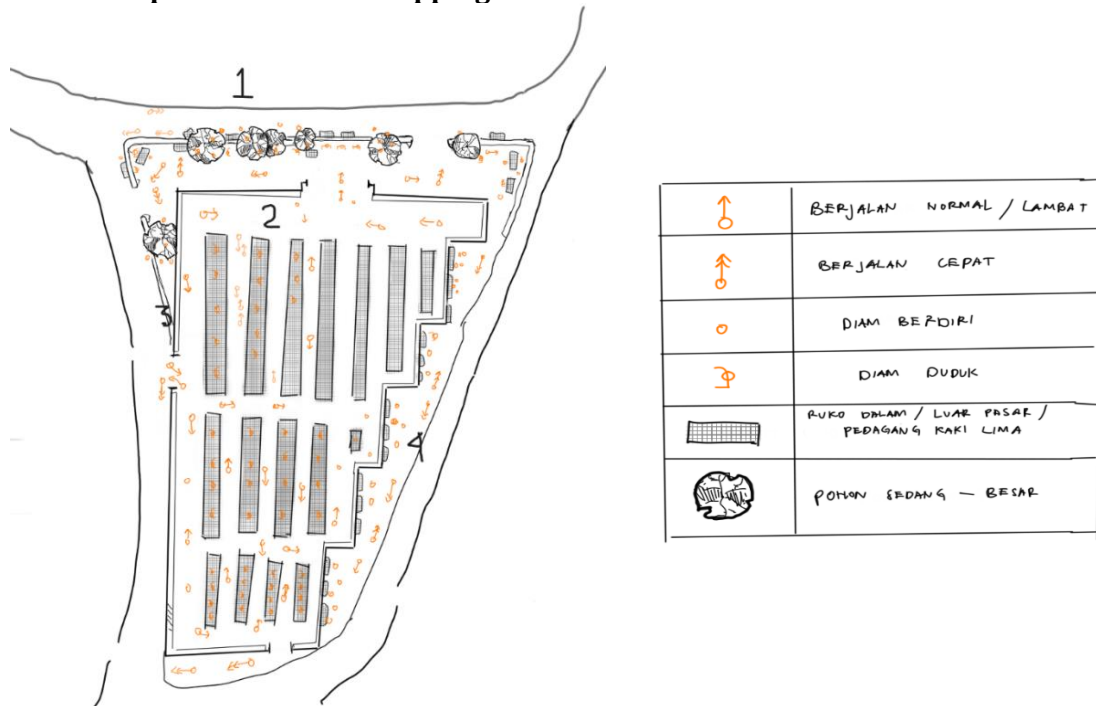 1
2
3
4
BERJALAN NORMAL / LAMBAT
BERJALAN CEPAT
DIAM BERDIRI
DIAM DUDUK
RUKO DALAM / LUAR PASAR /
PEDAGANG KAKI LIMA
POHON SEDANG — BESAR